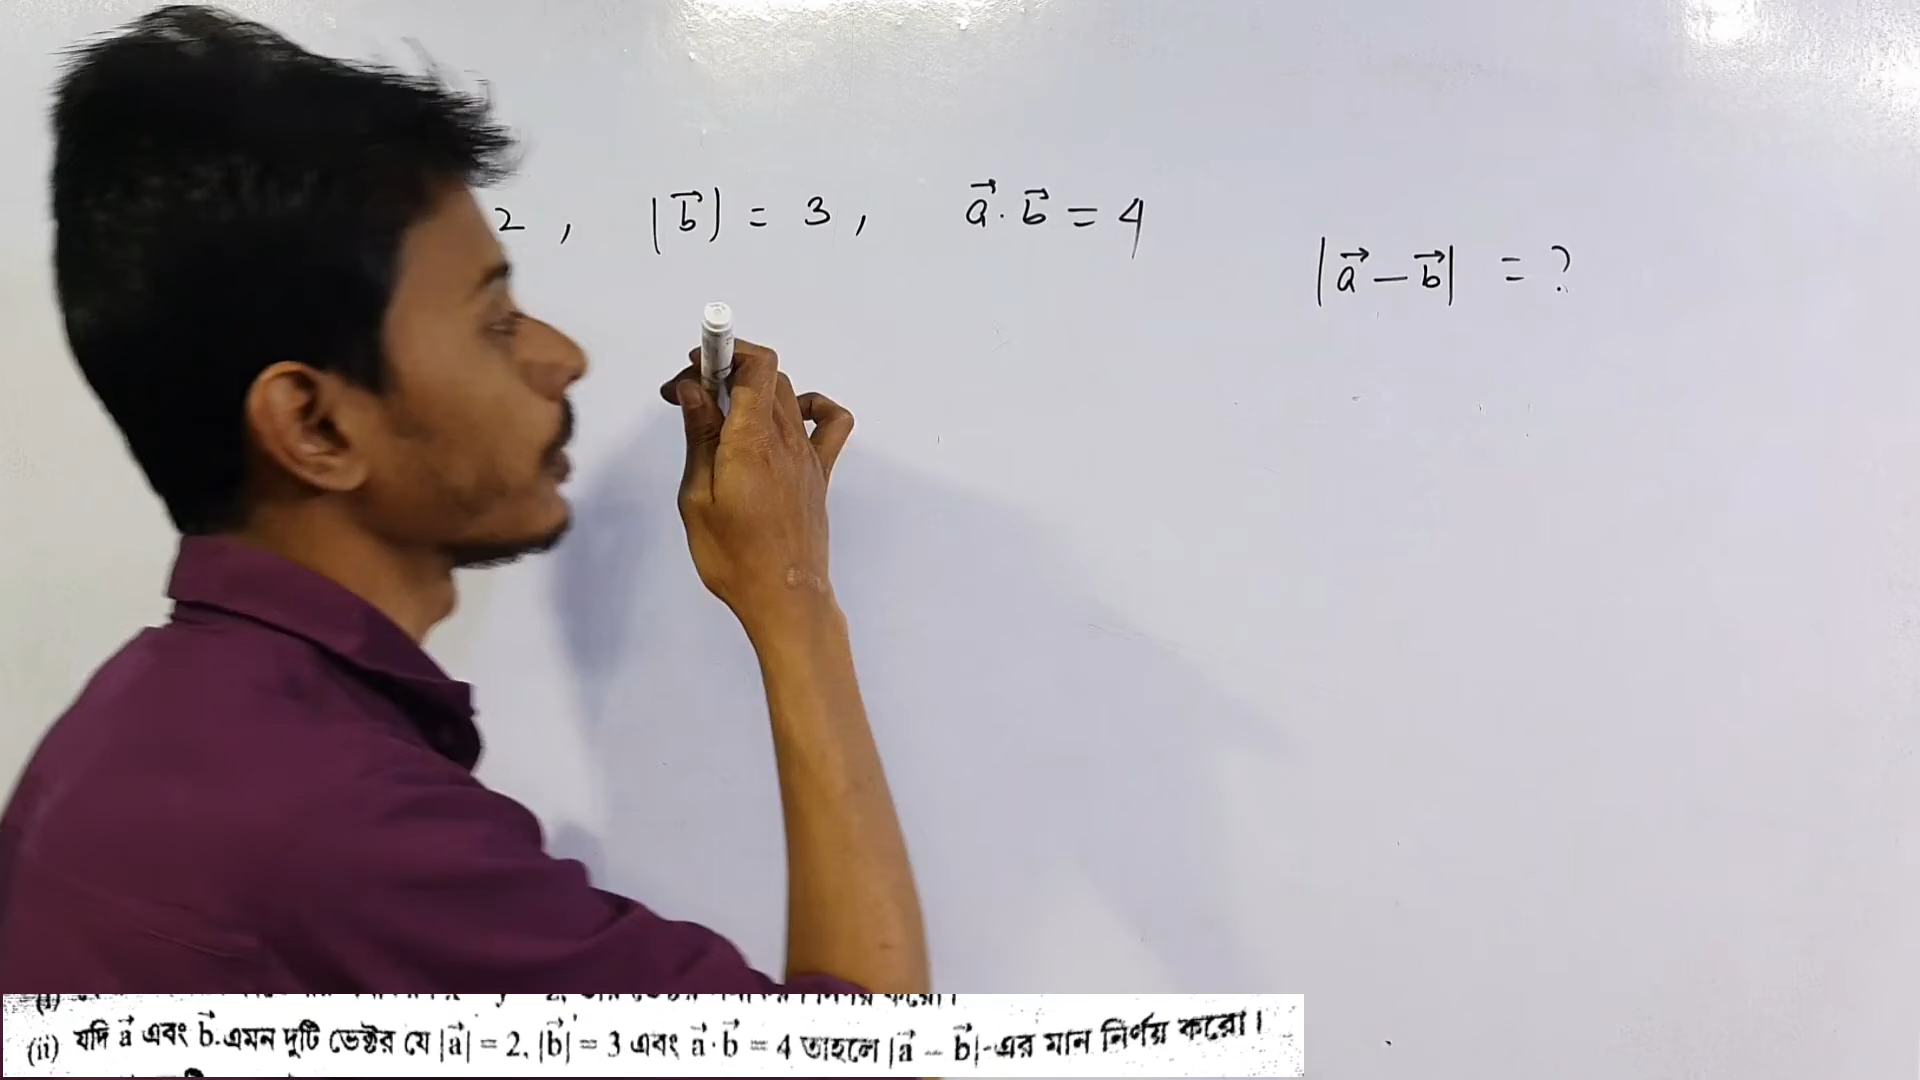 2 , |b⃗| = 3 , a⃗ . b⃗ = 4
|a⃗ – b⃗| = ?
(ii) যদি a⃗ এবং b⃗ এমন দুটি ভেক্টর যে |a⃗| = 2, |b⃗| = 3 এবং a⃗ · b⃗ = 4 তাহলে |a⃗ – b⃗|-এর মান নির্ণয় করো।